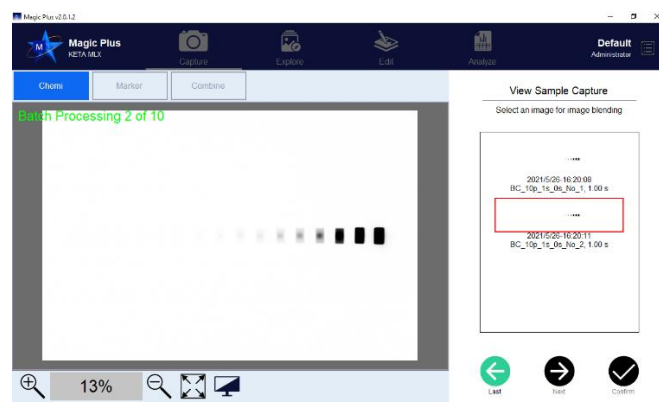 Magic Plus v2.0.1.2
M
Magic Plus
KETA MLX
Capture
Explore
Edit
Analyze
Default
Administrator
Chemi
Marker
Combine
Batch Processing 2 of 10
View Sample Capture
Select an image for image blending
2021/5/26-16:20:08
BC_10p_1s_0s_No_1, 1.00 s
2021/5/26-16:20:11
BC_10p_1s_0s_No_2, 1.00 s
13%
Last
Next
Confirm